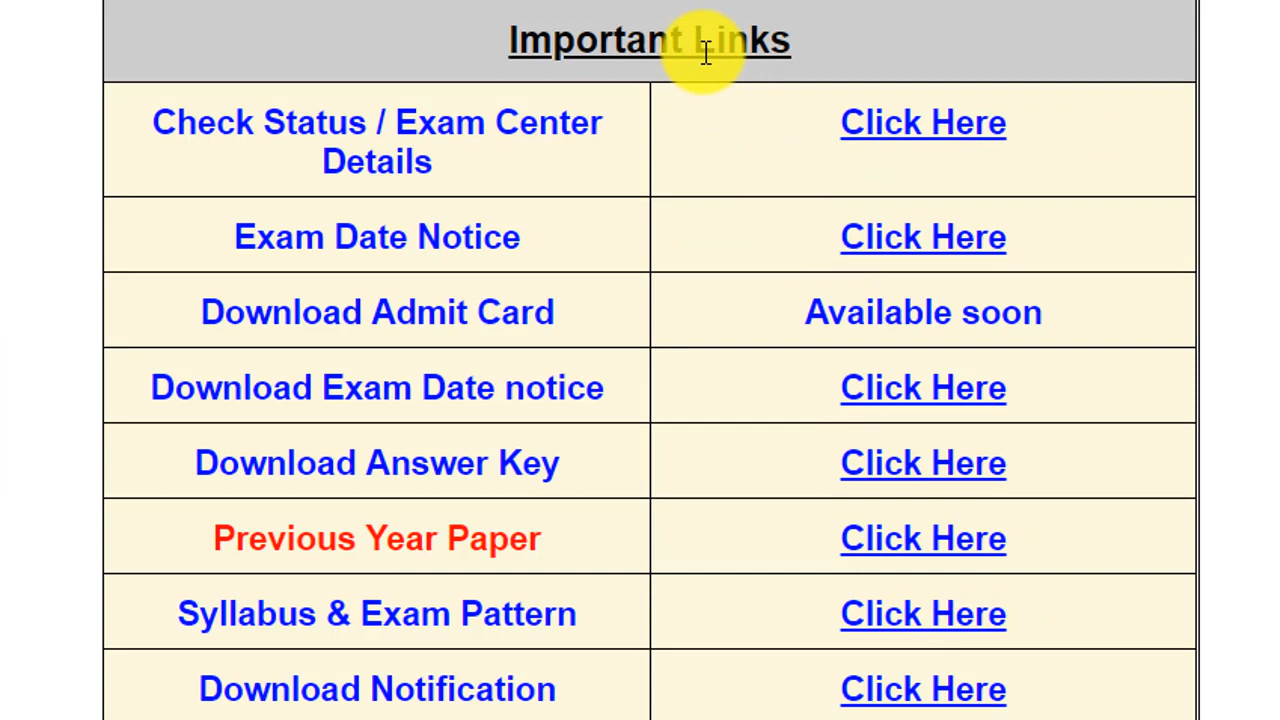 Important Links
Check Status / Exam Center Click Here
Details
Exam Date Notice Click Here
Download Admit Card Available soon
Download Exam Date notice Click Here
Download Answer Key Click Here
Previous Year Paper Click Here
Syllabus & Exam Pattern Click Here
Download Notification Click Here